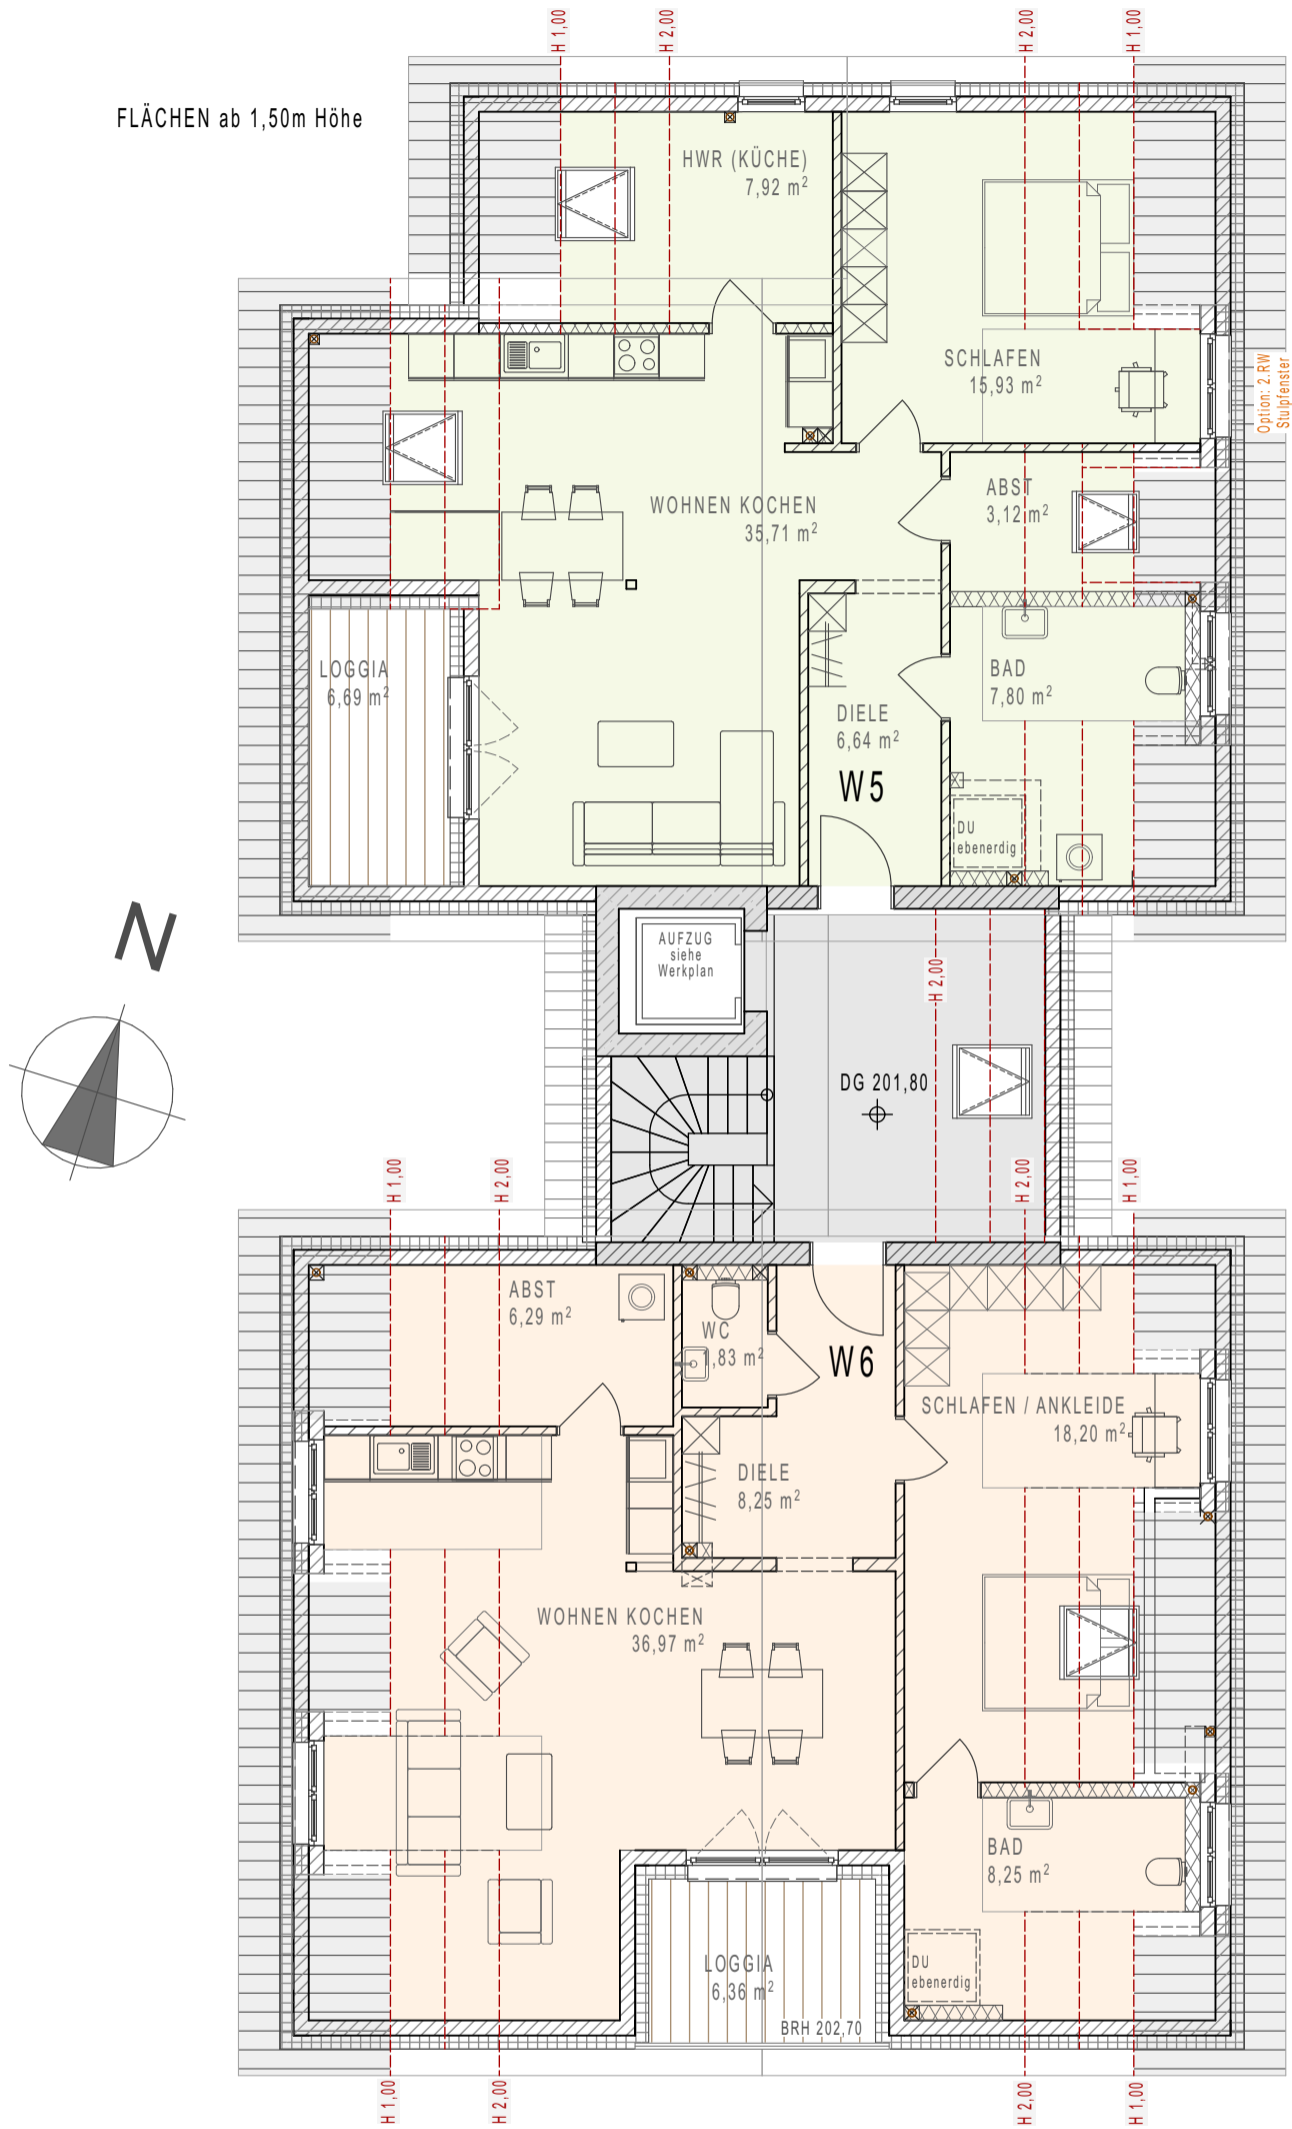 H 1,00
H 2,00
H 2,00
H 1,00
FLÄCHEN ab 1,50m Höhe
HWR (KÜCHE)
7,92 m²
SCHLAFEN
15,93 m²
Option: 2.RW
Stulpfenster
WOHNEN KOCHEN
35,71 m²
ABST
3,12 m²
LOGGIA
6,69 m²
BAD
7,80 m²
DIELE
6,64 m²
W5
DU
ebenerdig
N
AUFZUG
siehe
Werkplan
H 2,00
DG 201,80
H 1,00
H 2,00
H 2,00
H 1,00
ABST
6,29 m²
WC
1,83 m²
W6
SCHLAFEN / ANKLEIDE
18,20 m²
DIELE
8,25 m²
WOHNEN KOCHEN
36,97 m²
BAD
8,25 m²
LOGGIA
6,36 m²
DU
ebenerdig
BRH 202,70
H 1,00
H 2,00
H 2,00
H 1,00